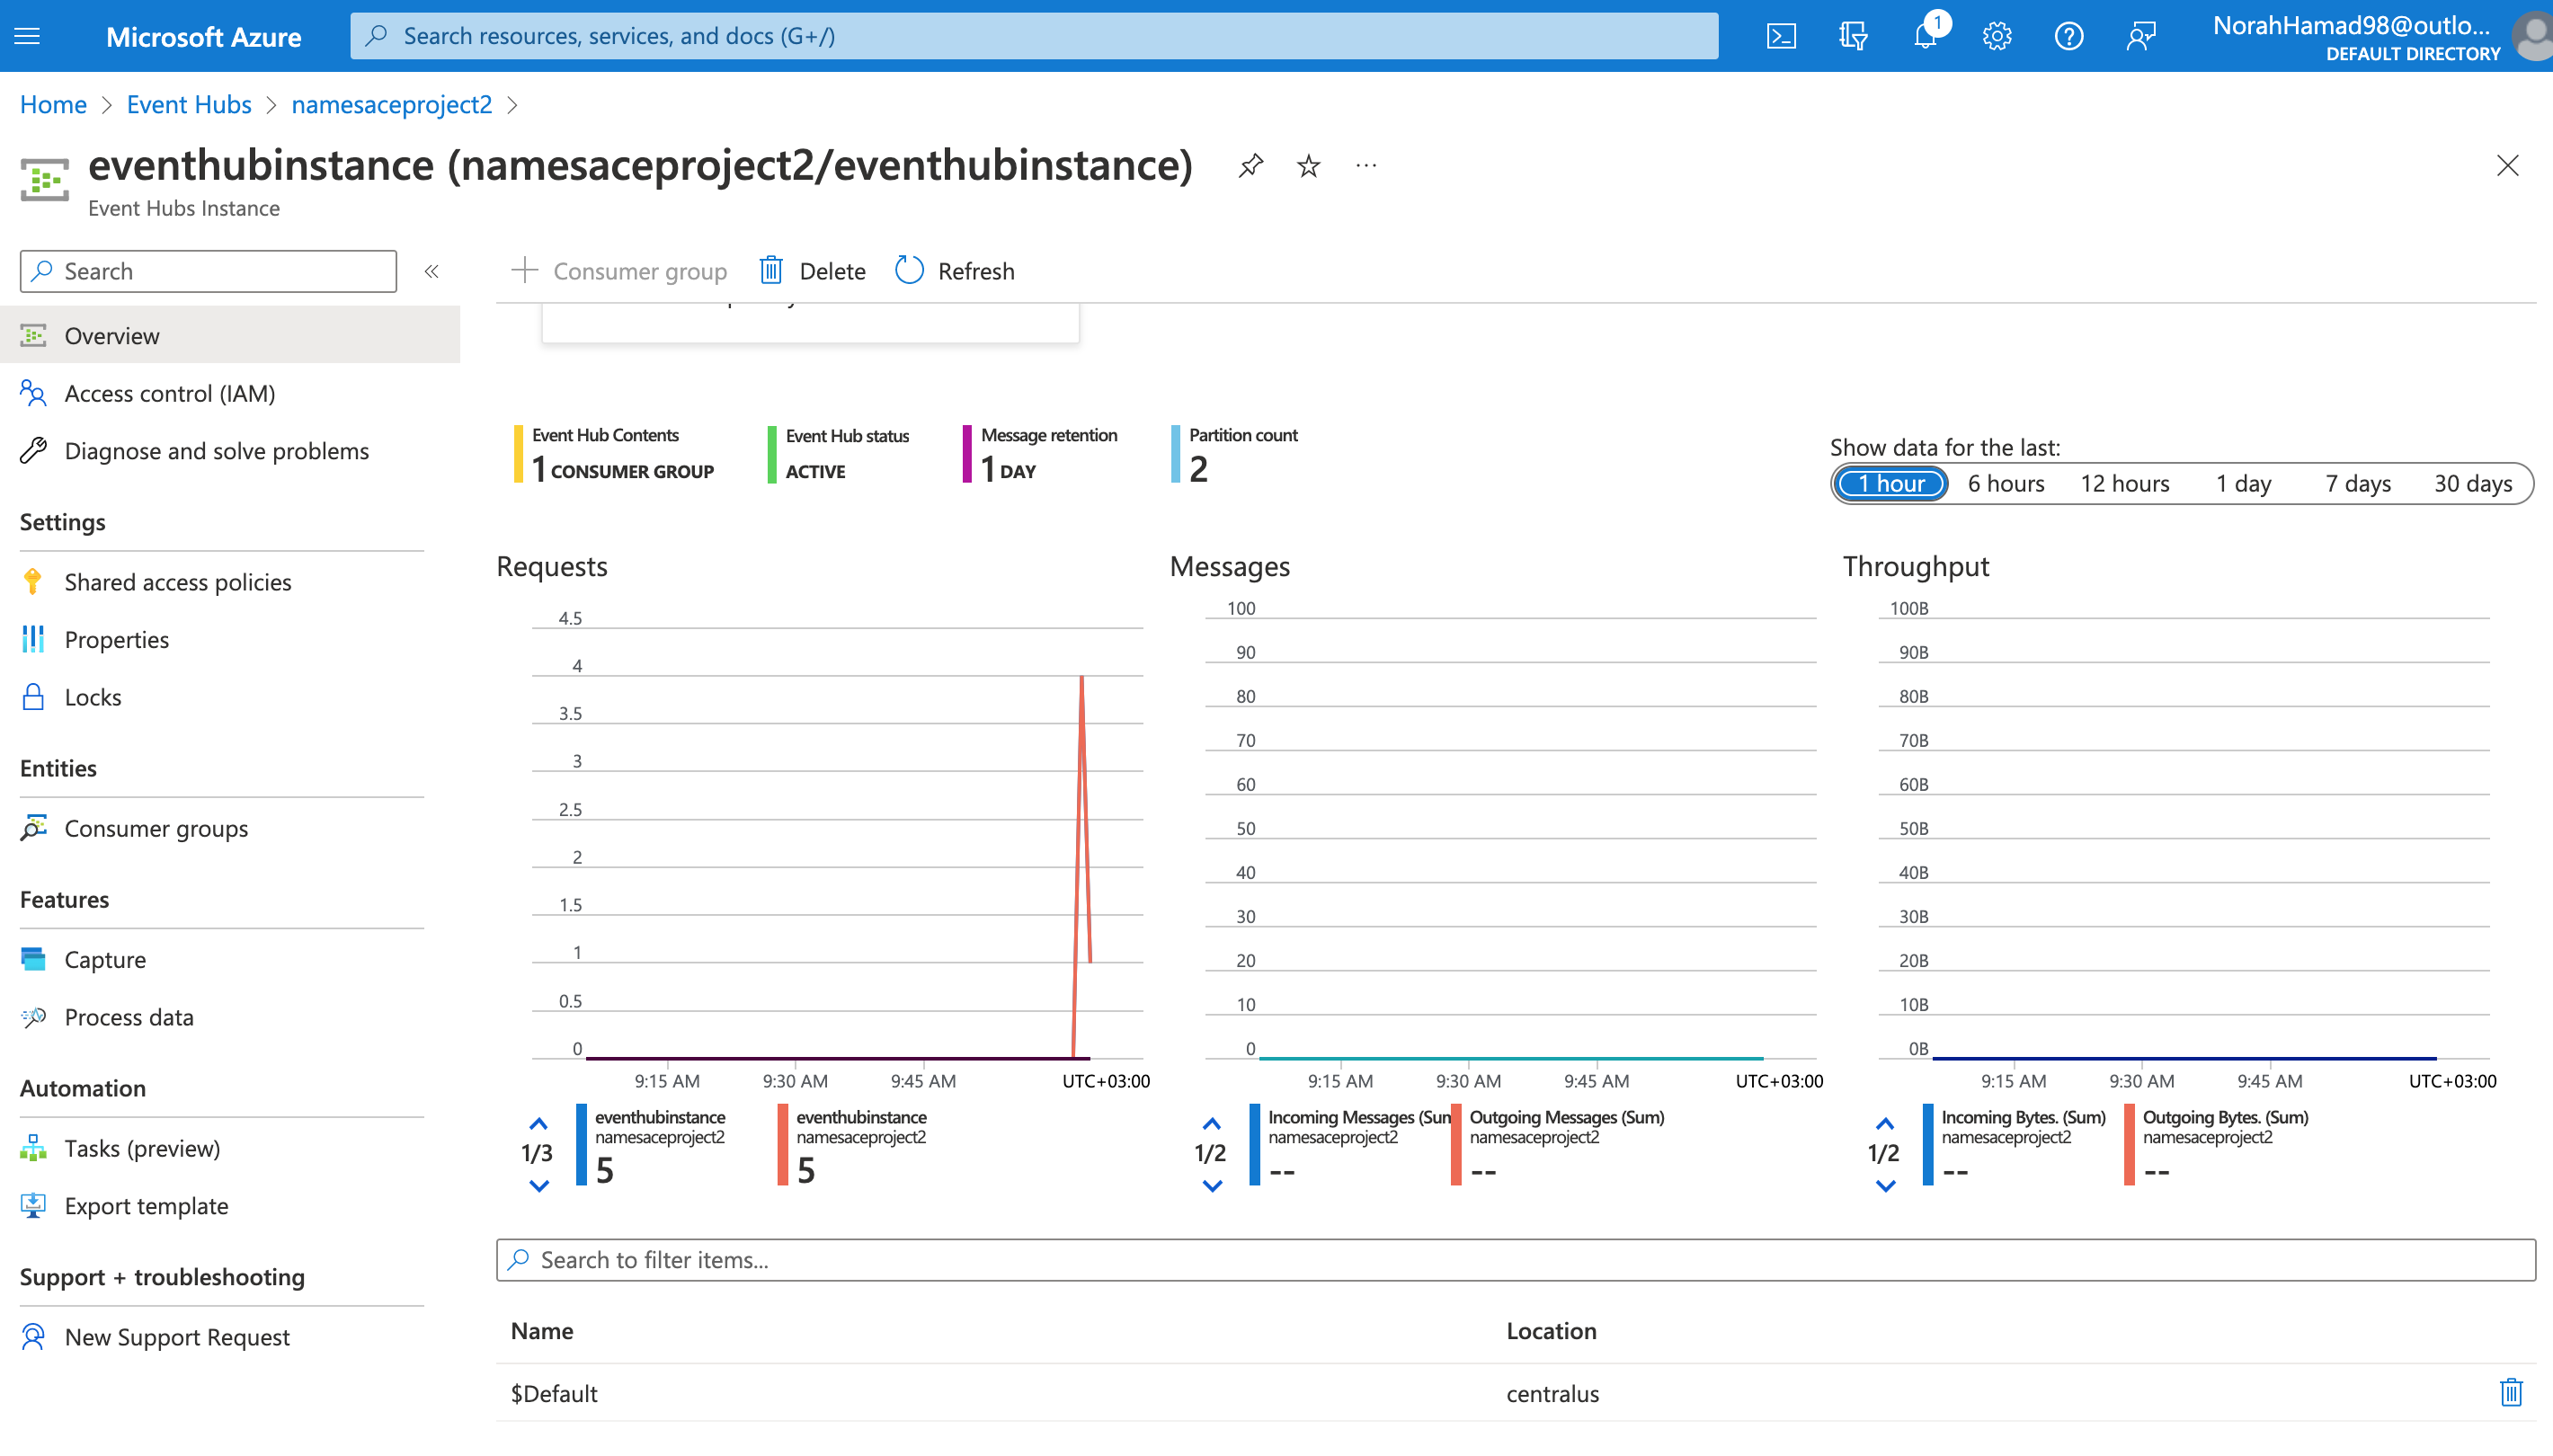 Microsoft Azure
Search resources, services, and docs (G+/)
1
NorahHamad98@outlo...
DEFAULT DIRECTORY
Home > Event Hubs > namesaceproject2 >
eventhubinstance (namesaceproject2/eventhubinstance)
Event Hubs Instance
Search
Consumer group
Delete
Refresh
Overview
Access control (IAM)
Diagnose and solve problems
Settings
Shared access policies
Properties
Locks
Entities
Consumer groups
Features
Capture
Process data
Automation
Tasks (preview)
Export template
Support + troubleshooting
New Support Request
Event Hub Contents
1 CONSUMER GROUP
Event Hub status
ACTIVE
Message retention
1 DAY
Partition count
2
Show data for the last:
1 hour
6 hours
12 hours
1 day
7 days
30 days
Requests
4.5
4
3.5
3
2.5
2
1.5
1
0.5
0
9:15 AM
9:30 AM
9:45 AM
UTC+03:00
1/3
eventhubinstance
namesaceproject2
5
eventhubinstance
namesaceproject2
5
Messages
100
90
80
70
60
50
40
30
20
10
0
9:15 AM
9:30 AM
9:45 AM
UTC+03:00
1/2
Incoming Messages (Sun
namesaceproject2
--
Outgoing Messages (Sum)
namesaceproject2
--
Throughput
100B
90B
80B
70B
60B
50B
40B
30B
20B
10B
0B
9:15 AM
9:30 AM
9:45 AM
UTC+03:00
1/2
Incoming Bytes. (Sum)
namesaceproject2
--
Outgoing Bytes. (Sum)
namesaceproject2
--
Search to filter items...
Name
Location
$Default
centralus